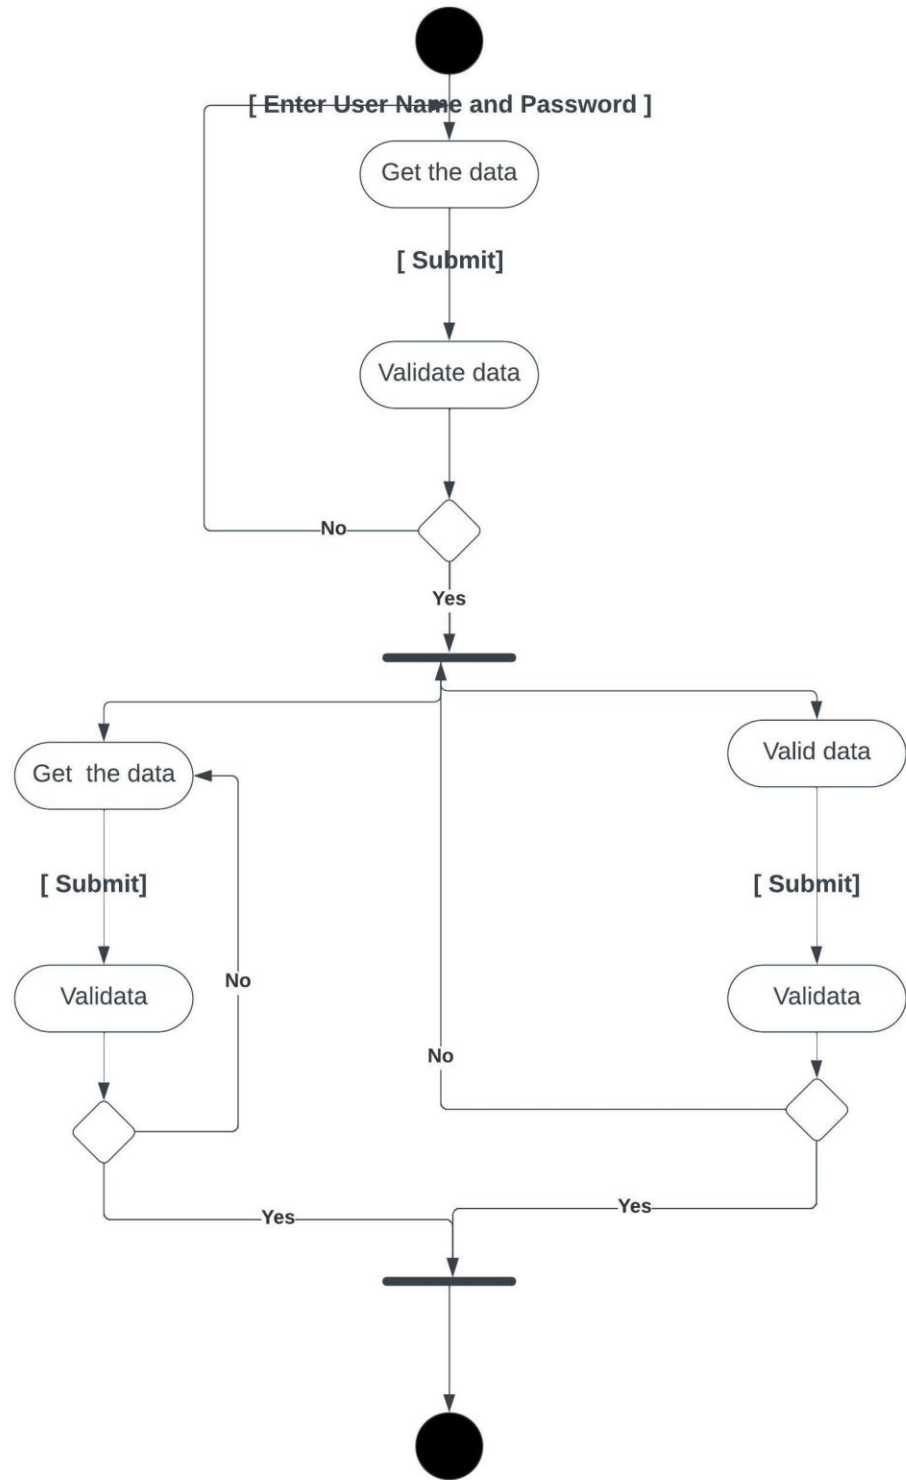 [ Enter User Name and Password ]
Get the data
[ Submit]
Validate data
No
Yes
Get  the data
Valid data
[ Submit]
[ Submit]
No
Validata
Validata
No
Yes
Yes